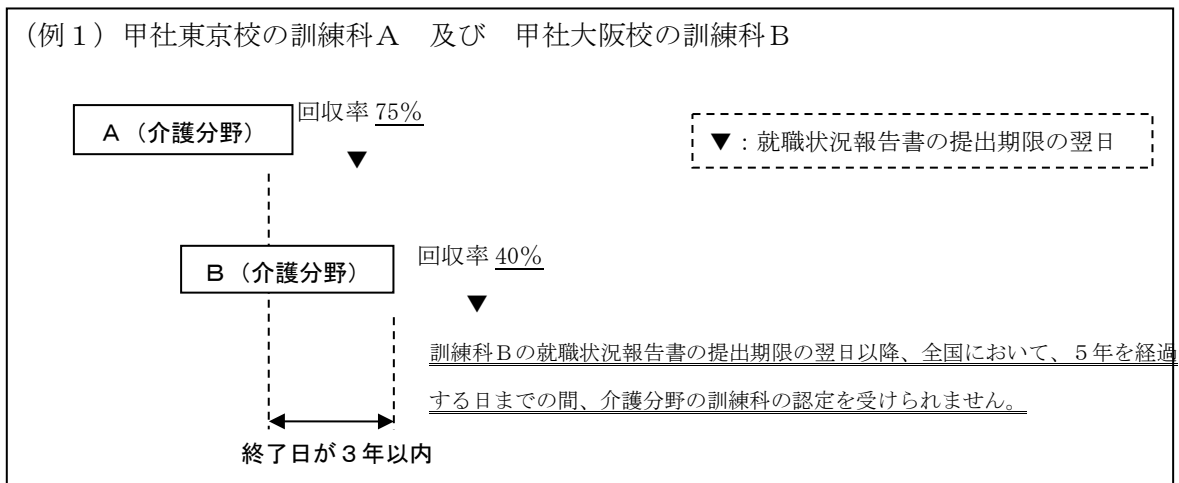 (例1)甲社東京校の訓練科A 及び 甲社大阪校の訓練科B
回収率 75%
A(介護分野)
▼:就職状況報告書の提出期限の翌日
▼
回収率 40%
B(介護分野)
▼
訓練科Bの就職状況報告書の提出期限の翌日以降、全国において、5年を経過
する日までの間、介護分野の訓練科の認定を受けられません。
終了日が3年以内